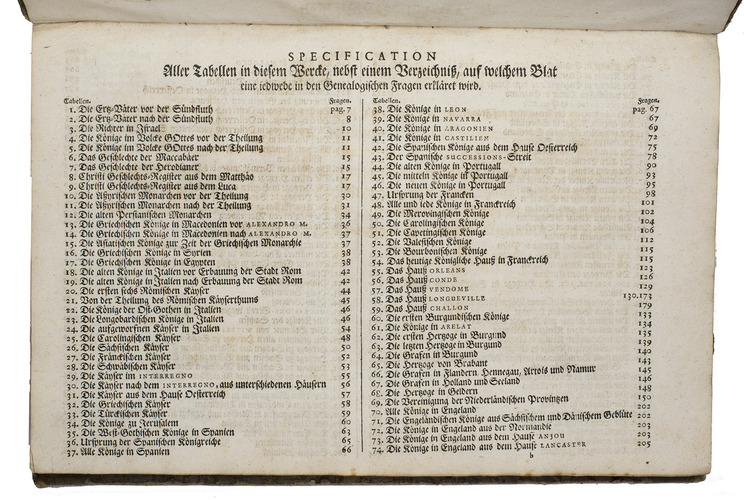 SPECIFICATION
Aller Tabellen in diesem Wercke, nebst einem Verzeichniß, auf welchem Blat
eine iedwede in den Genealogischen Fragen erkläret wird.
Tabellen. Fragen.
1. Die Ertz-Väter vor der Sündfluth pag. 7
2. Die Ertz-Väter nach der Sündfluth 8
3. Die Richter in Israel 10
4. Die Könige im Volcke GOttes vor der Theilung 11
5. Die Könige im Volcke GOttes nach der Theilung 11
6. Das Geschlechte der Maccabäer 15
7. Das Geschlechte der Herodianer 15
8. Christi Geschlechts-Register aus dem Matthäo 17
9. Christi Geschlechts-Register aus dem Luca 17
10. Die Assyrischen Monarchen vor der Theilung 30
11. Die Assyrischen Monarchen nach der Theilung 31
12. Die alten Persianischen Monarchen 34
13. Die Griechischen Könige in Macedonien vor ALEXANDRO M. 36
14. Die Griechischen Könige in Macedonien nach ALEXANDRO M. 37
15. Die Asiatischen Könige zur Zeit der Griechischen Monarchie 37
16. Die Griechischen Könige in Syrien 38
17. Die Griechischen Könige in Egypten 38
18. Die alten Könige in Italien vor Erbauung der Stadt Rom 42
19. Die alten Könige in Italien nach Erbauung der Stadt Rom 42
20. Die ersten sechs Römischen Käyser 44
21. Von der Theilung des Römischen Käyserthums 45
22. Die Könige der Ost-Gothen in Italien 46
23. Die Longobardischen Könige in Italien 46
24. Die aufgeworfnen Käyser in Italien 54
25. Die Carolingischen Käyser 48
26. Die Sächsischen Käyser 50
27. Die Fränckischen Käyser 52
28. Die Schwäbischen Käyser 53
29. Die Käyser im INTERREGNO 55
30. Die Käyser nach dem INTERREGNO, aus unterschiedenen Häusern 56
31. Die Käyser aus dem Hause Oesterreich 57
32. Die Griechischen Käyser 58
33. Die Türckischen Käyser 59
34. Die Könige zu Jerusalem 60
35. Die West-Gothischen Könige in Spanien 63
36. Ursprung der Spanischen Königreiche 65
37. Alle Könige in Spanien 66
Tabellen. Fragen.
38. Die Könige in LEON pag. 67
39. Die Könige in NAVARRA 67
40. Die Könige in ARAGONIEN 69
41. Die Könige in CASTILIEN 72
42. Die Spanischen Könige aus dem Hause Oesterreich 75
43. Der Spanische SUCCESSIONS-Streit 78
44. Die alten Könige in Portugall 90
45. Die mitteln Könige in Portugall 93
46. Die neuen Könige in Portugall 95
47. Ursprung der Francken 98
48. Alte und iede Könige in Franckreich 101
49. Die Merovingischen Könige 102
50. Die Carolingischen Könige 104
51. Die Capetingischen Könige 106
52. Die Valesischen Könige 112
53. Die Bourbonischen Könige 115
54. Das heutige Königliche Hauß in Franckreich 115
55. Das Hauß ORLEANS 123
56. Das Hauß CONDE 126
57. Das Hauß VENDOME 129
58. Das Hauß LONGUEVILLE 130.173
59. Das Hauß CHALLON 179
60. Die ersten Burgundischen Könige 133
61. Die Könige in ARELAT 134
62. Die ersten Hertzoge in Burgund 135
63. Die letzten Hertzoge in Burgund 139
64. Die Grafen in Burgund 140
65. Die Hertzoge von Brabant 143
66. Die Grafen in Flandern, Hennegau, Artois und Namur 145
67. Die Grafen in Holland und Seeland 146
68. Die Hertzoge in Geldern 148
69. Die Vereinigung der Niederländischen Provintzen 150
70. Alle Könige in Engeland 202
71. Die Engeländischen Könige aus Sächsischem und Dänischem Geblüte 202
72. Die Könige in Engeland aus der Normandie 203
73. Die Könige in Engeland aus dem Hause ANJOU 203
74. Die Könige in Engeland aus dem Hause LANCASTER 205
b